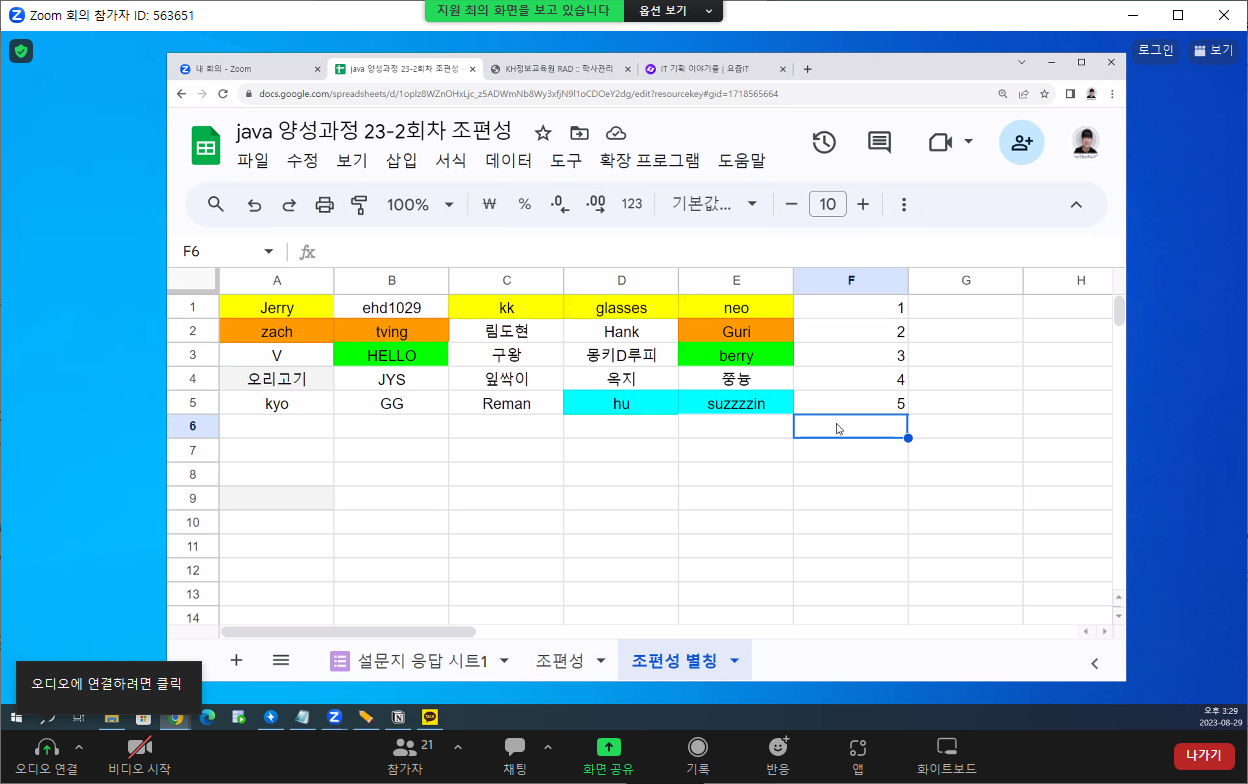 Zoom 회의 참가자 ID: 563651
지원 최의 화면을 보고 있습니다
옵션 보기
로그인
보기
내 회의 - Zoom
java 양성과정 23-2회차 조편성
KH정보교육원 RAD :: 학사관리
IT 기획 이야기들 | 요즘IT
docs.google.com/spreadsheets/d/1oplz8WZnOHxLjc_z5ADWmNb8Wy3xfjN9l1oCDOeY2dg/edit?resourcekey#gid=1718565664
java 양성과정 23-2회차 조편성
파일 수정 보기 삽입 서식 데이터 도구 확장 프로그램 도움말
100% ₩ % .0 .00 123 기본값... 10
F6 fx
A B C D E F G H
1 Jerry ehd1029 kk glasses neo 1
2 zach tving 림도현 Hank Guri 2
3 V HELLO 구왕 몽키D루피 berry 3
4 오리고기 JYS 잎싹이 옥지 쭝늉 4
5 kyo GG Reman hu suzzzzin 5
6
7
8
9
10
11
12
13
14
설문지 응답 시트1 조편성 조편성 별칭
오디오에 연결하려면 클릭
오후 3:29
2023-08-29
21
오디오 연결 비디오 시작 참가자 채팅 화면 공유 기록 반응 앱 화이트보드 나가기